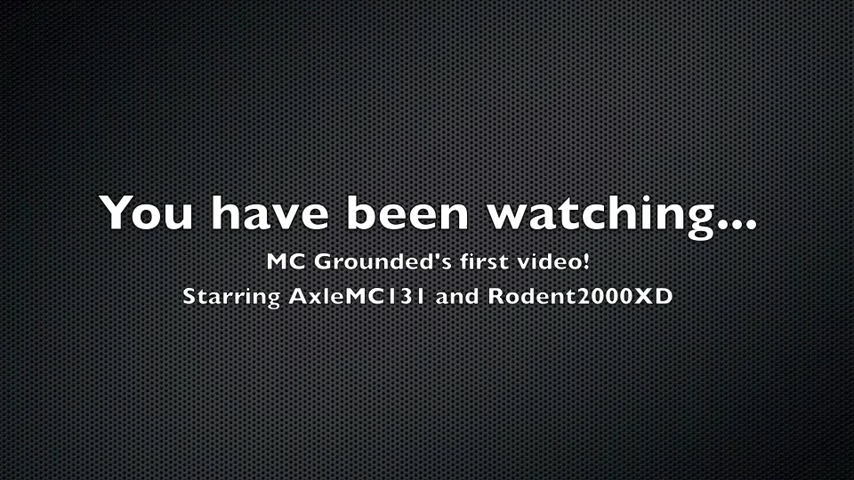 You have been watching...
MC Grounded's first video!
Starring AxleMC131 and Rodent2000XD